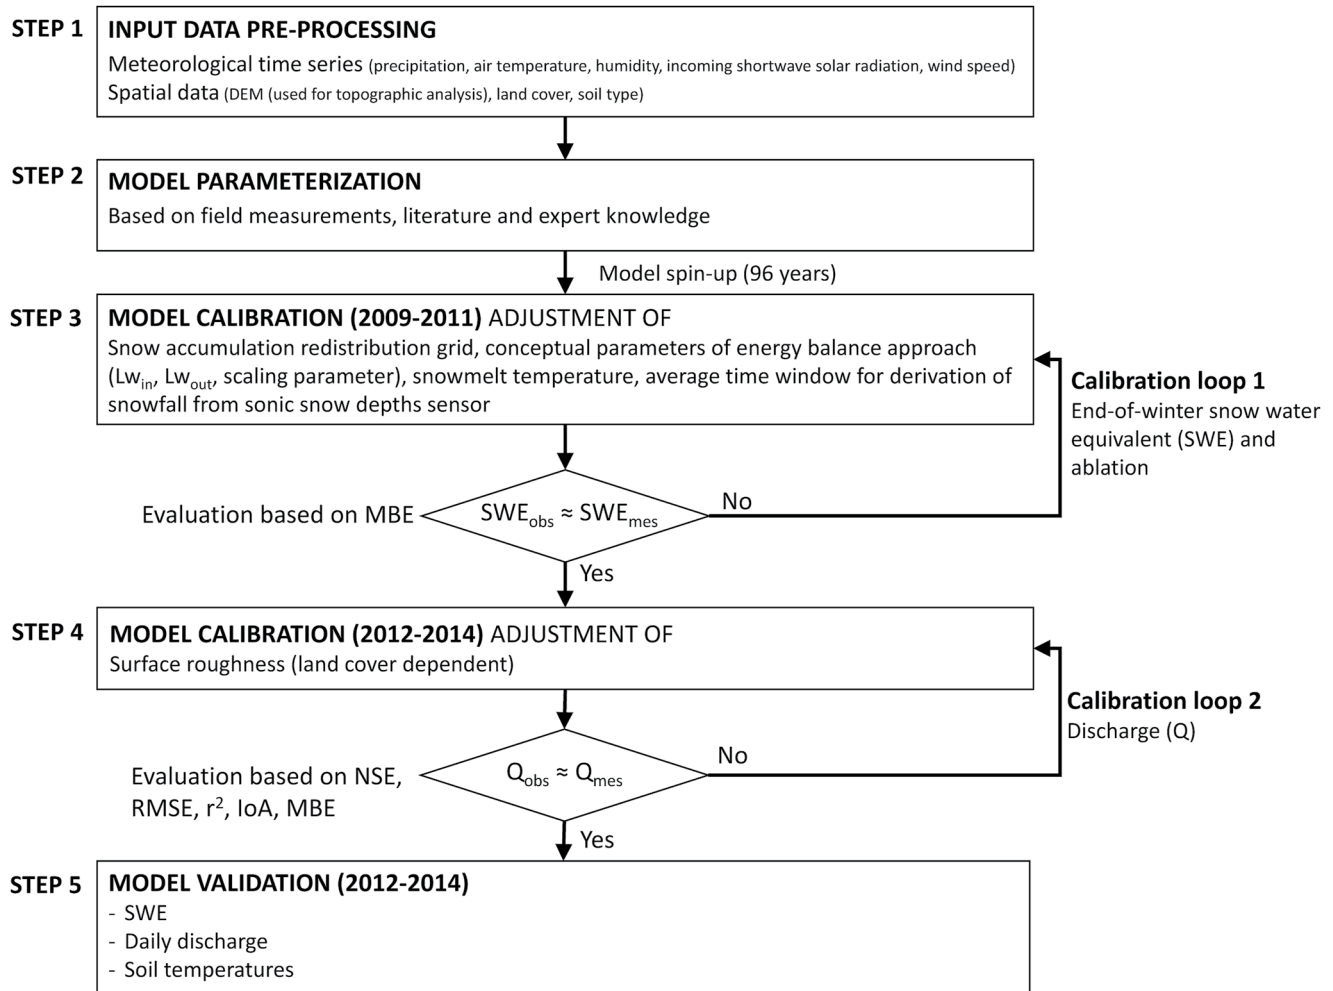 STEP 1
INPUT DATA PRE-PROCESSING
Meteorological time series (precipitation, air temperature, humidity, incoming shortwave solar radiation, wind speed)
Spatial data (DEM (used for topographic analysis), land cover, soil type)
STEP 2
MODEL PARAMETERIZATION
Based on field measurements, literature and expert knowledge
Model spin-up (96 years)
STEP 3
MODEL CALIBRATION (2009-2011) ADJUSTMENT OF
Snow accumulation redistribution grid, conceptual parameters of energy balance approach
(Lwin, Lwout, scaling parameter), snowmelt temperature, average time window for derivation of
snowfall from sonic snow depths sensor
Calibration loop 1
End-of-winter snow water
equivalent (SWE) and
ablation
Evaluation based on MBE
SWEobs ≈ SWEmes
No
Yes
STEP 4
MODEL CALIBRATION (2012-2014) ADJUSTMENT OF
Surface roughness (land cover dependent)
Calibration loop 2
Discharge (Q)
Evaluation based on NSE,
RMSE, r², IoA, MBE
Qobs ≈ Qmes
No
Yes
STEP 5
MODEL VALIDATION (2012-2014)
- SWE
- Daily discharge
- Soil temperatures